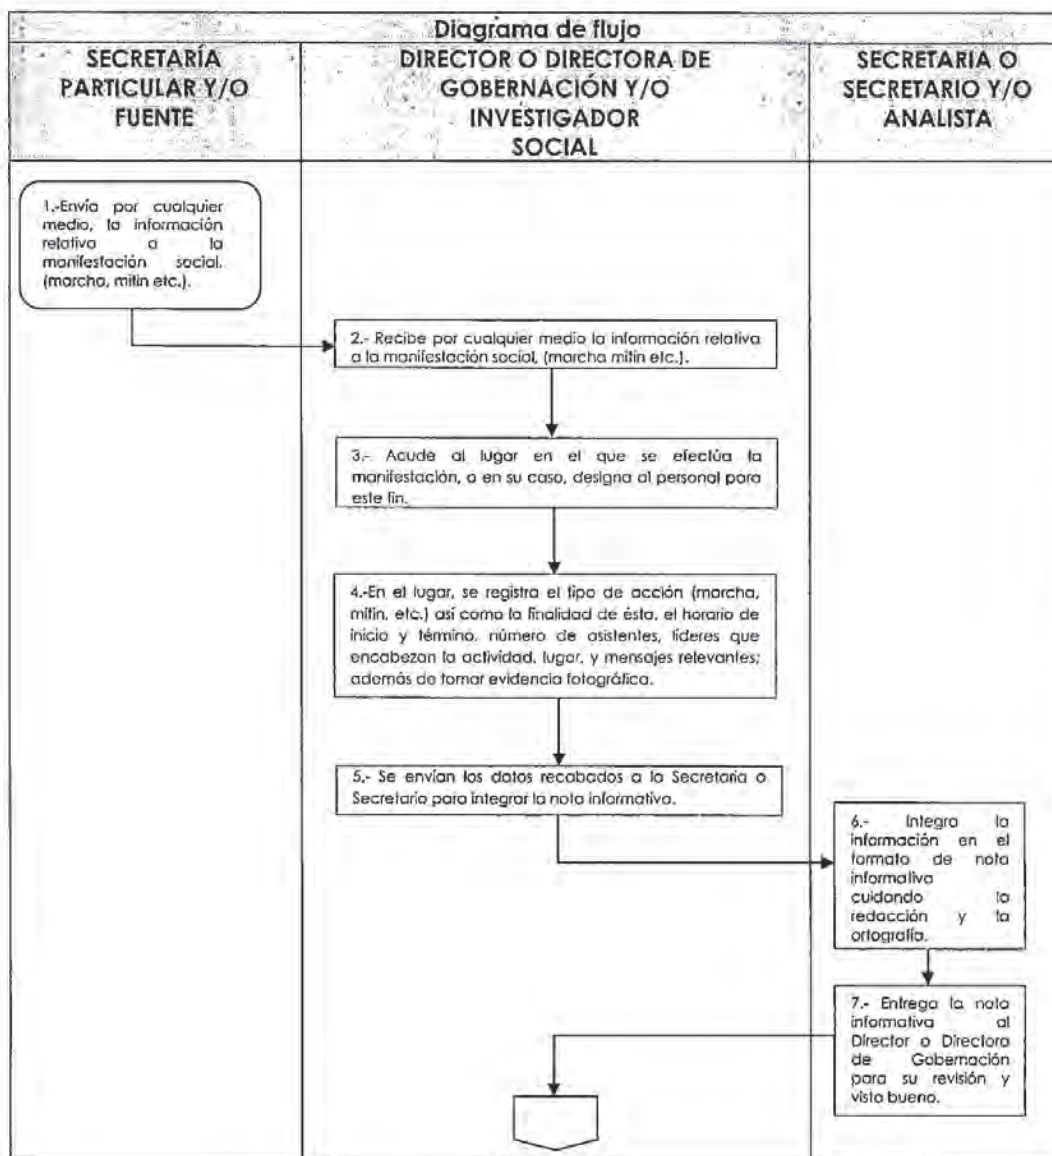 Diagrama de flujo
SECRETARÍA
PARTICULAR Y/O
FUENTE
DIRECTOR O DIRECTORA DE
GOBERNACIÓN Y/O
INVESTIGADOR
SOCIAL
SECRETARIA O
SECRETARIO Y/O
ANALISTA
1.-Envía por cualquier
medio, la información
relativa a la
manifestación social.
(marcha, mitin etc.).
2.- Recibe por cualquier medio la información relativa
a la manifestación social, (marcha mitin etc.).
3.- Acude al lugar en el que se efectúa la
manifestación, o en su caso, designa al personal para
este fin.
4.-En el lugar, se registra el tipo de acción (marcha,
mitin, etc.) así como la finalidad de ésta, el horario de
inicio y término, número de asistentes, líderes que
encabezan la actividad, lugar, y mensajes relevantes;
además de tomar evidencia fotográfica.
5.- Se envían los datos recabados a la Secretaria o
Secretario para integrar la nota informativa.
6.- Integra la
información en el
formato de nota
informativa
cuidando la
redacción y la
ortografía.
7.- Entrega la nota
informativa al
Director o Directora
de Gobernación
para su revisión y
visto bueno.